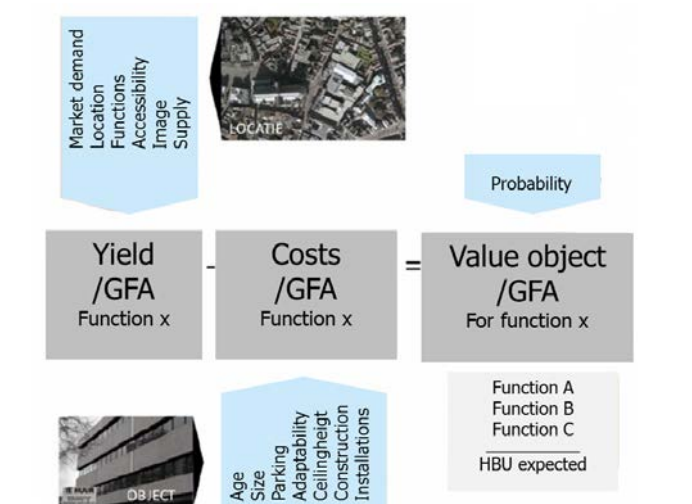 Market demand
Location
Functions
Accessibility
Image
Supply
LOCATIE
Probability
Yield
/GFA
Function x
-
Costs
/GFA
Function x
=
Value object
/GFA
For function x
Function A
Function B
Function C
HBU expected
OBJECT
Age
Size
Parking
Adaptability
Ceilingheigt
Construction
Installations